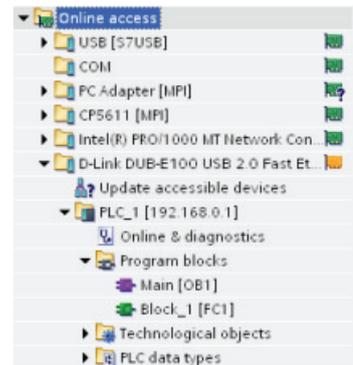 Online access
USB [S7USB]
COM
PC Adapter [MPI]
CP5611 [MPI]
Intel(R) PRO/1000 MT Network Con...
D-Link DUB-E100 USB 2.0 Fast Et...
Update accessible devices
PLC_1 [192.168.0.1]
Online & diagnostics
Program blocks
Main [OB1]
Block_1 [FC1]
Technological objects
PLC data types